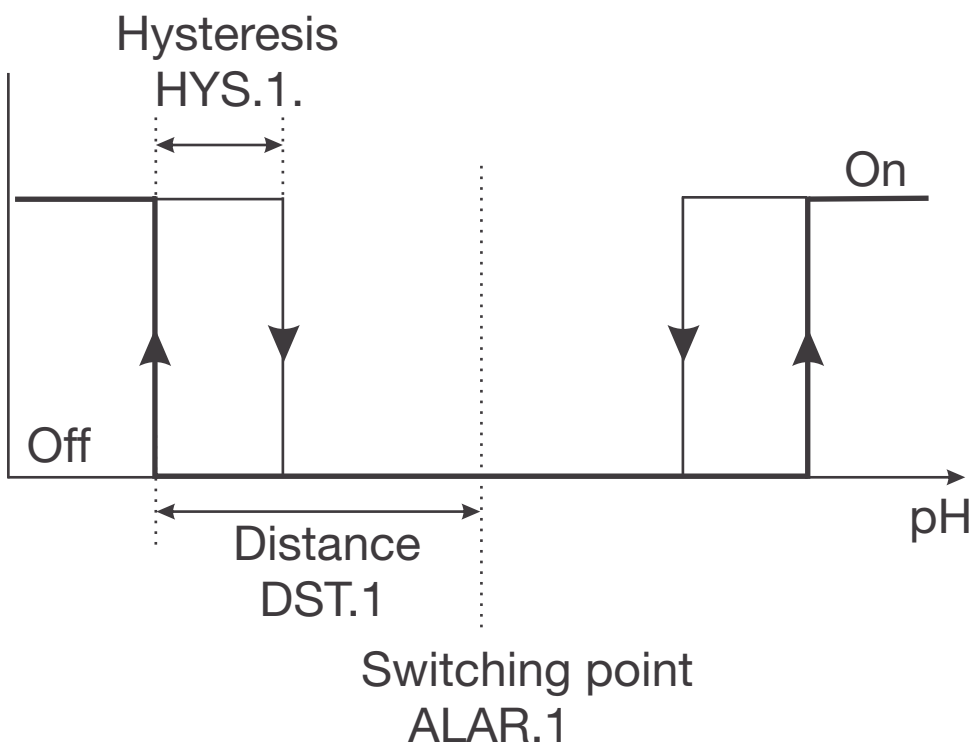 Hysteresis
HYS.1.
On
Off
pH
Distance
DST.1
Switching point
ALAR.1